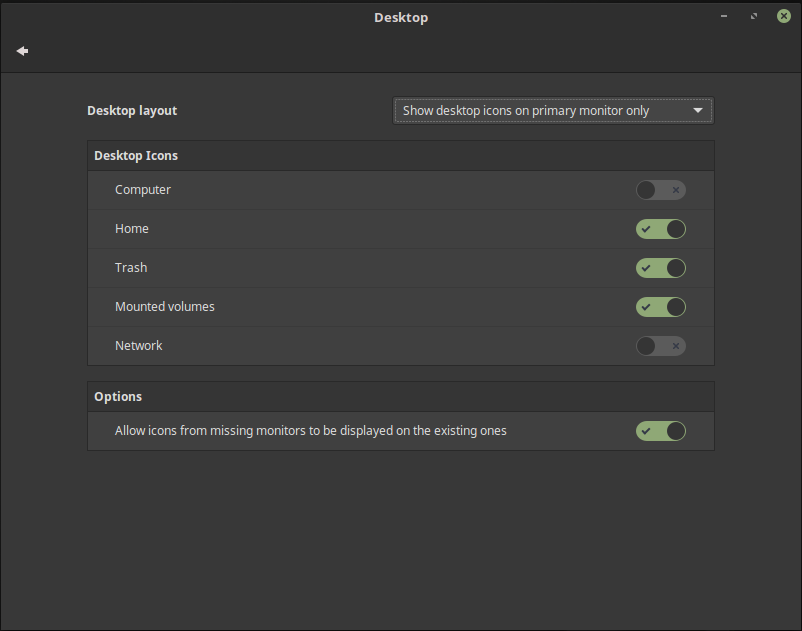 Desktop
Desktop layout
Show desktop icons on primary monitor only
Desktop Icons
Computer
Home
Trash
Mounted volumes
Network
Options
Allow icons from missing monitors to be displayed on the existing ones